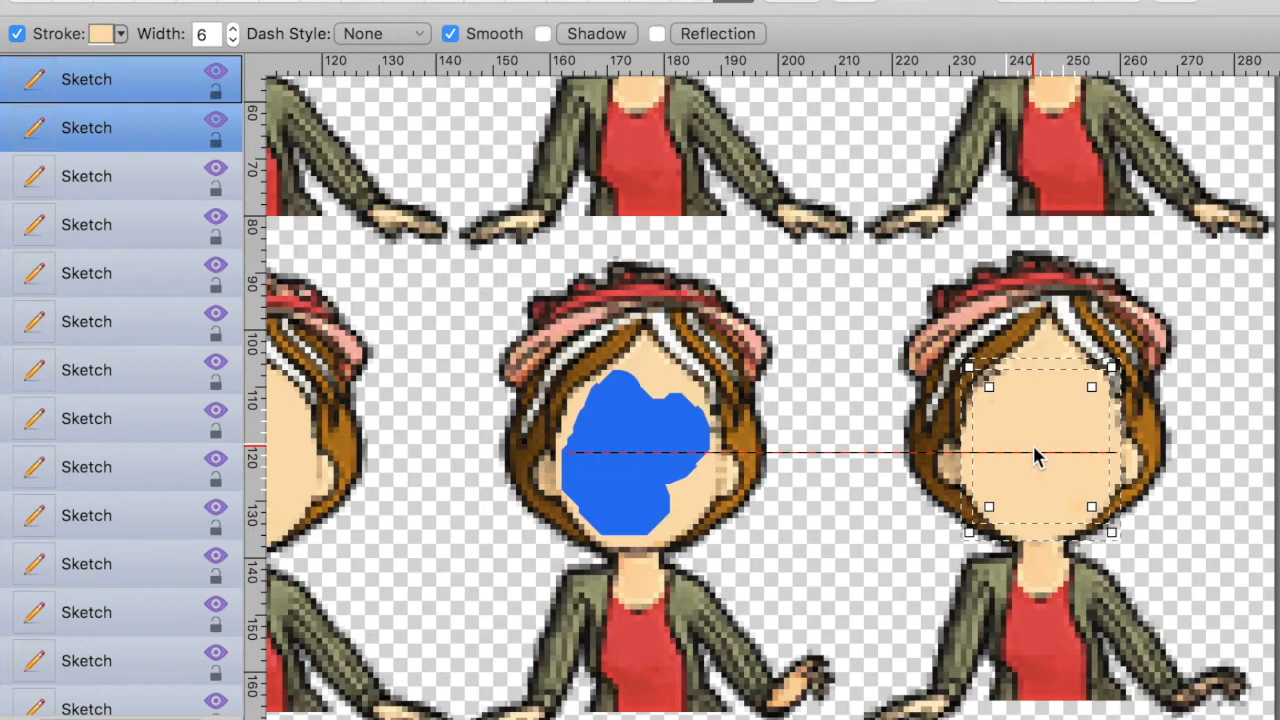 Stroke: Width: 6 Dash Style: None Smooth Shadow Reflection
120 130 140 150 160 170 180 190 200 210 220 230 240 250 260 270 280
Sketch
Sketch
Sketch
Sketch
Sketch
Sketch
Sketch
Sketch
Sketch
Sketch
Sketch
Sketch
Sketch
Sketch
60
70
80
90
100
110
120
130
140
150
160